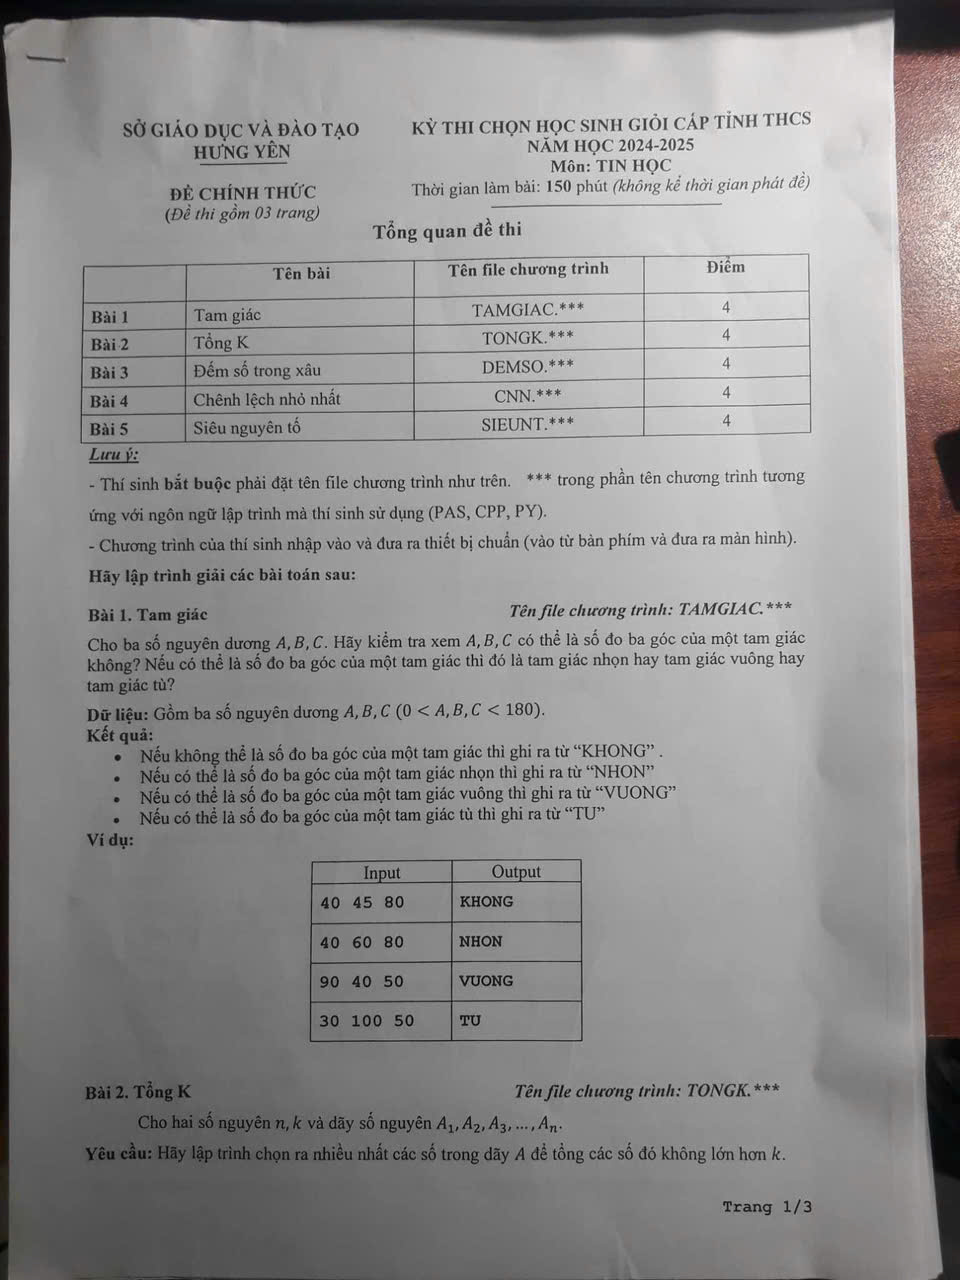 SỞ GIÁO DỤC VÀ ĐÀO TẠO
HƯNG YÊN
ĐỀ CHÍNH THỨC
(Đề thi gồm 03 trang)
KỲ THI CHỌN HỌC SINH GIỎI CẤP TỈNH THCS
NĂM HỌC 2024-2025
Môn: TIN HỌC
Thời gian làm bài: 150 phút (không kể thời gian phát đề)
Tổng quan đề thi
Tên bài Tên file chương trình Điểm
Bài 1 Tam giác TAMGIAC.*** 4
Bài 2 Tổng K TONGK.*** 4
Bài 3 Đếm số trong xâu DEMSO.*** 4
Bài 4 Chênh lệch nhỏ nhất CNN.*** 4
Bài 5 Siêu nguyên tố SIEUNT.*** 4
Lưu ý:
- Thí sinh bắt buộc phải đặt tên file chương trình như trên. *** trong phần tên chương trình tương
ứng với ngôn ngữ lập trình mà thí sinh sử dụng (PAS, CPP, PY).
- Chương trình của thí sinh nhập vào và đưa ra thiết bị chuẩn (vào từ bàn phím và đưa ra màn hình).
Hãy lập trình giải các bài toán sau:
Bài 1. Tam giác Tên file chương trình: TAMGIAC.***
Cho ba số nguyên dương A, B, C. Hãy kiểm tra xem A, B, C có thể là số đo ba góc của một tam giác
không? Nếu có thể là số đo ba góc của một tam giác thì đó là tam giác nhọn hay tam giác vuông hay
tam giác tù?
Dữ liệu: Gồm ba số nguyên dương A, B, C (0 < A, B, C < 180).
Kết quả:
• Nếu không thể là số đo ba góc của một tam giác thì ghi ra từ “KHONG” .
• Nếu có thể là số đo ba góc của một tam giác nhọn thì ghi ra từ “NHON”
• Nếu có thể là số đo ba góc của một tam giác vuông thì ghi ra từ “VUONG”
• Nếu có thể là số đo ba góc của một tam giác tù thì ghi ra từ “TU”
Ví dụ:
Input Output
40 45 80 KHONG
40 60 80 NHON
90 40 50 VUONG
30 100 50 TU
Bài 2. Tổng K Tên file chương trình: TONGK.***
Cho hai số nguyên n, k và dãy số nguyên A₁, A₂, A₃, ..., Aₙ.
Yêu cầu: Hãy lập trình chọn ra nhiều nhất các số trong dãy A để tổng các số đó không lớn hơn k.
Trang 1/3